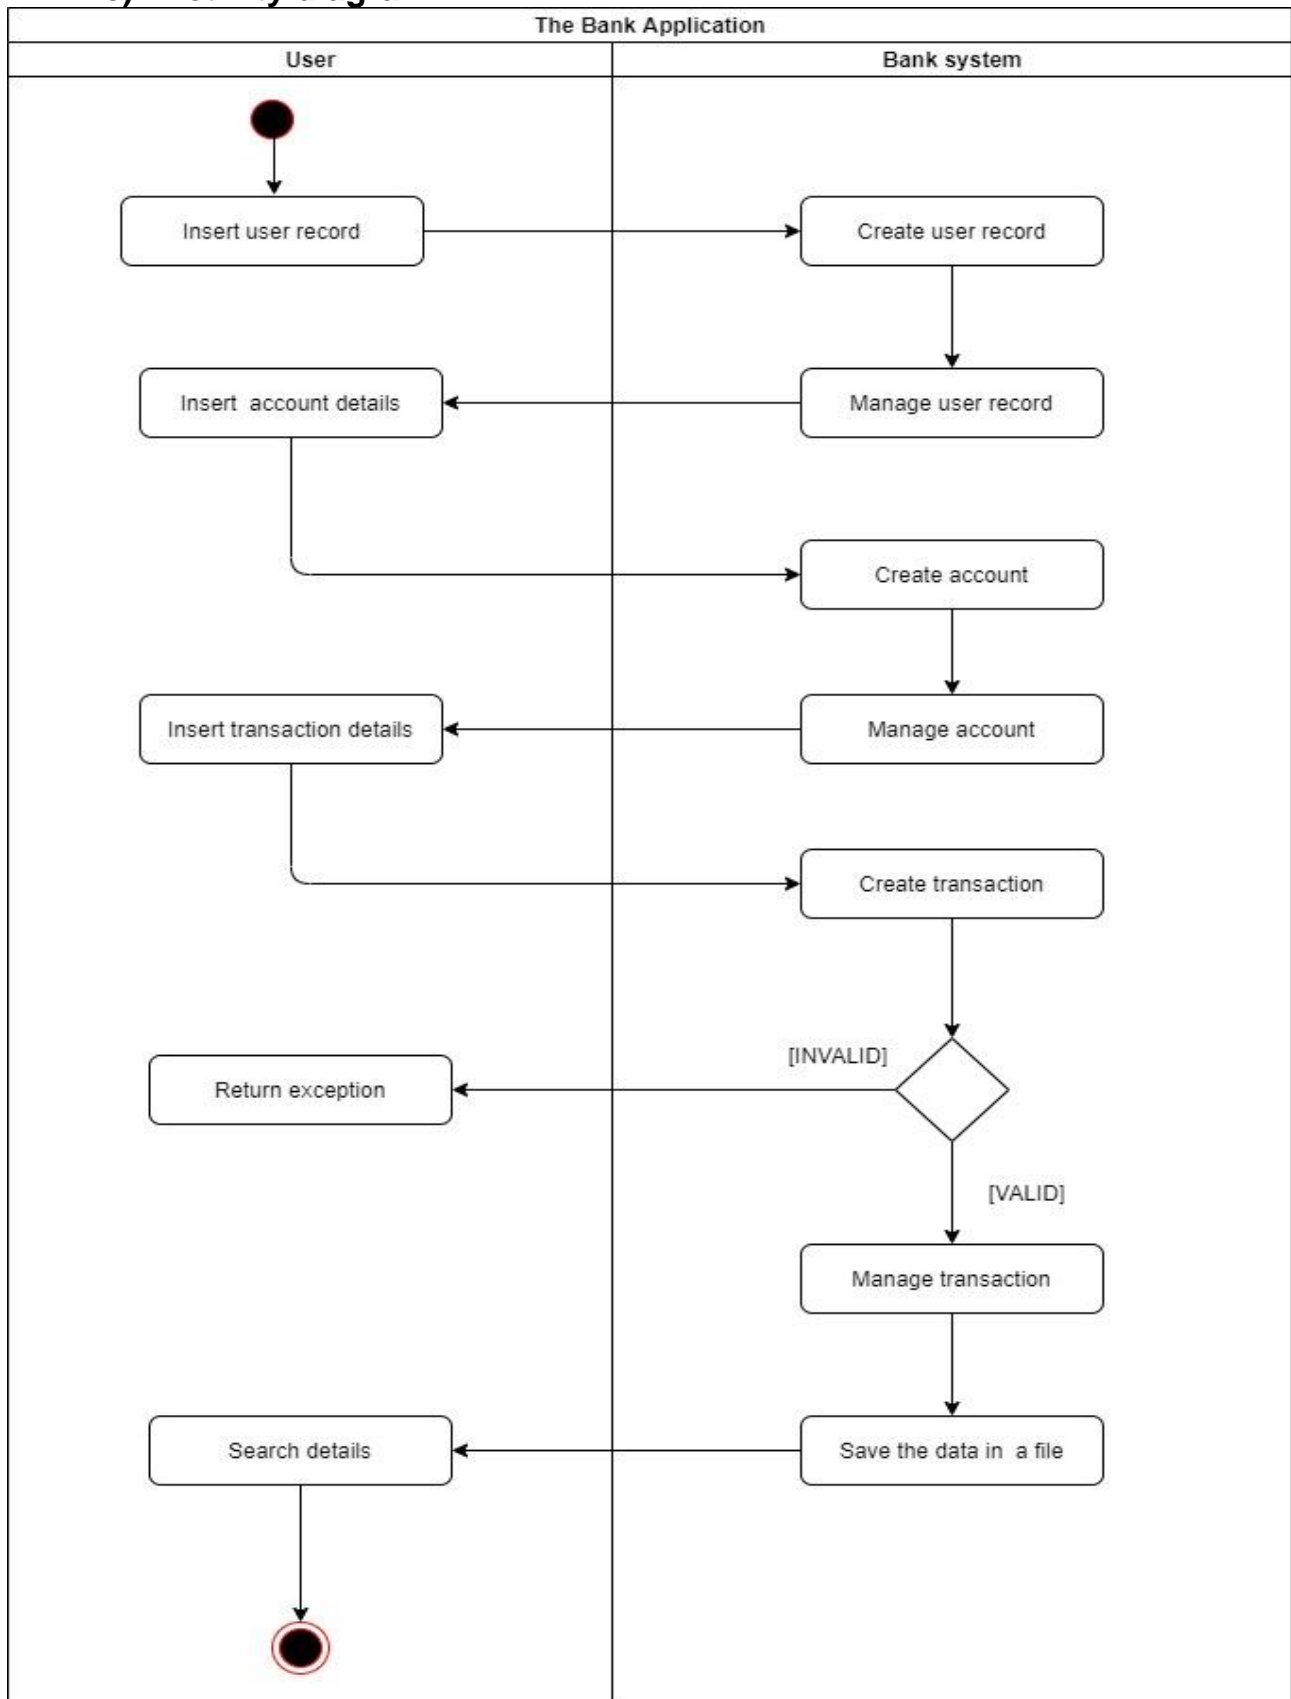 The Bank Application
User
Bank system
Insert user record
Create user record
Insert  account details
Manage user record
Create account
Insert transaction details
Manage account
Create transaction
[INVALID]
Return exception
[VALID]
Manage transaction
Search details
Save the data in  a file